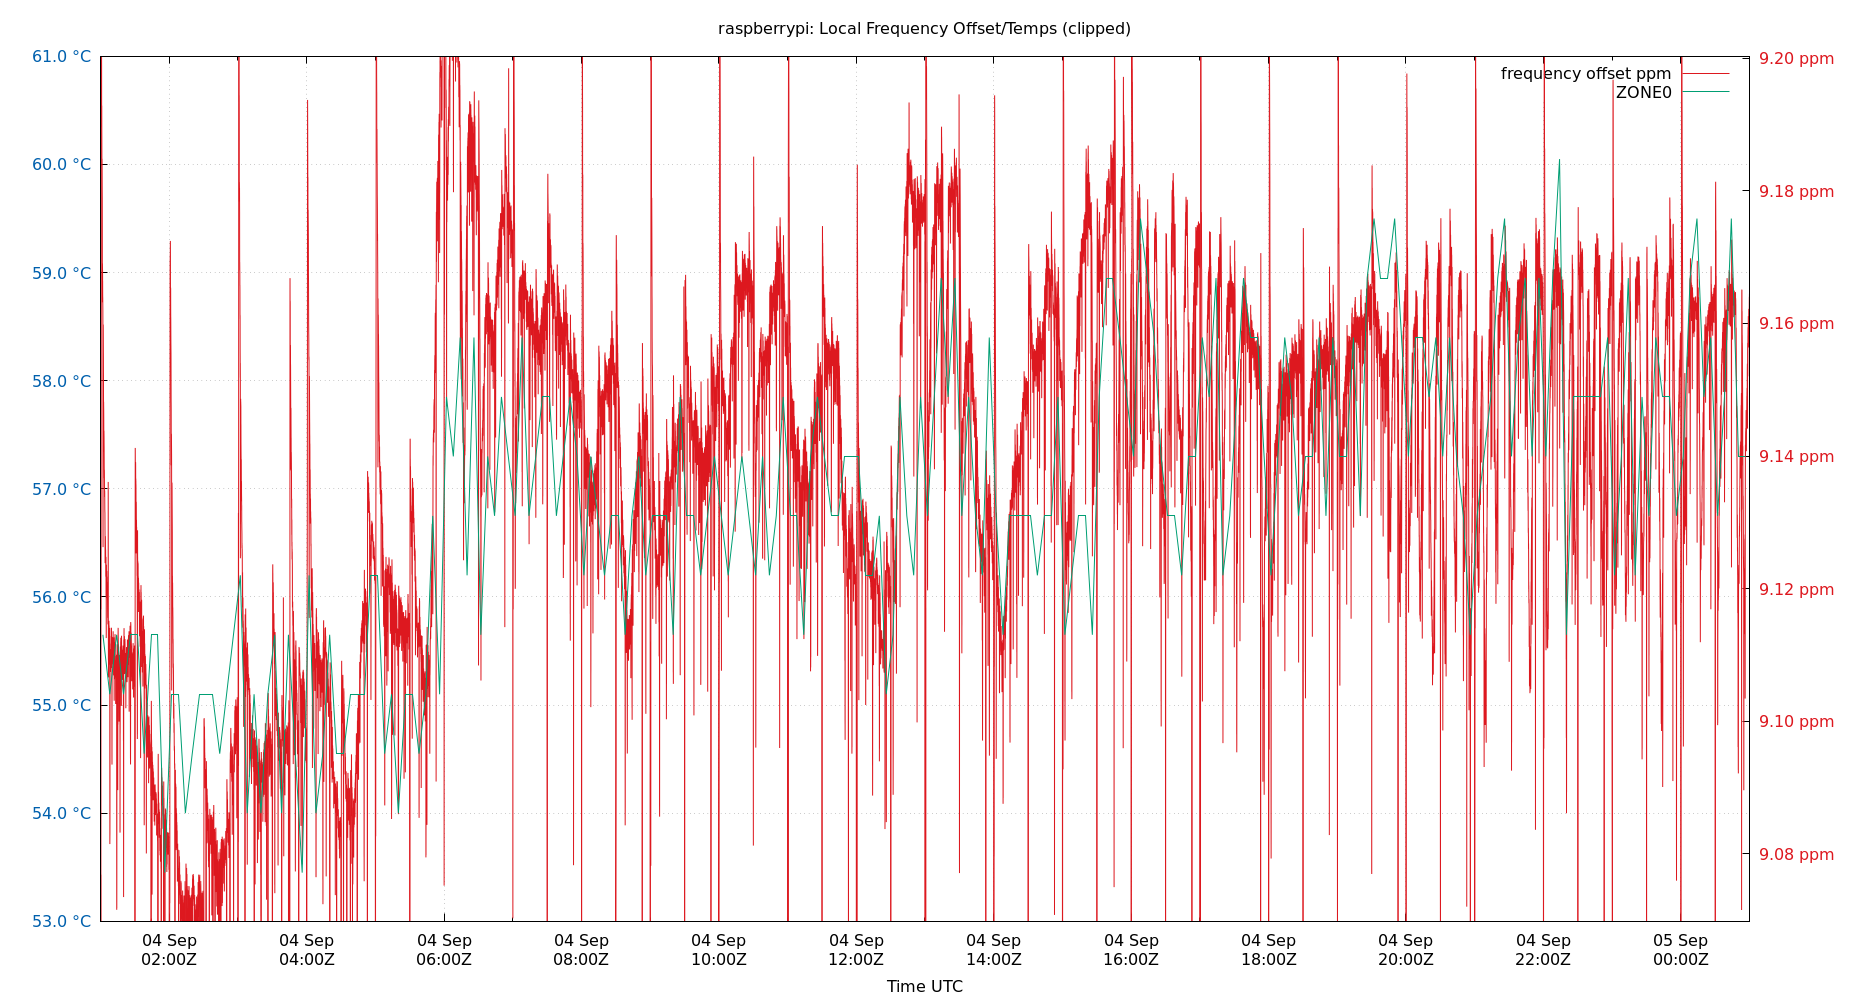 raspberrypi: Local Frequency Offset/Temps (clipped)
61.0 °C
60.0 °C
59.0 °C
58.0 °C
57.0 °C
56.0 °C
55.0 °C
54.0 °C
53.0 °C
9.20 ppm
9.18 ppm
9.16 ppm
9.14 ppm
9.12 ppm
9.10 ppm
9.08 ppm
frequency offset ppm
ZONE0
04 Sep
02:00Z
04 Sep
04:00Z
04 Sep
06:00Z
04 Sep
08:00Z
04 Sep
10:00Z
04 Sep
12:00Z
04 Sep
14:00Z
04 Sep
16:00Z
04 Sep
18:00Z
04 Sep
20:00Z
04 Sep
22:00Z
05 Sep
00:00Z
Time UTC